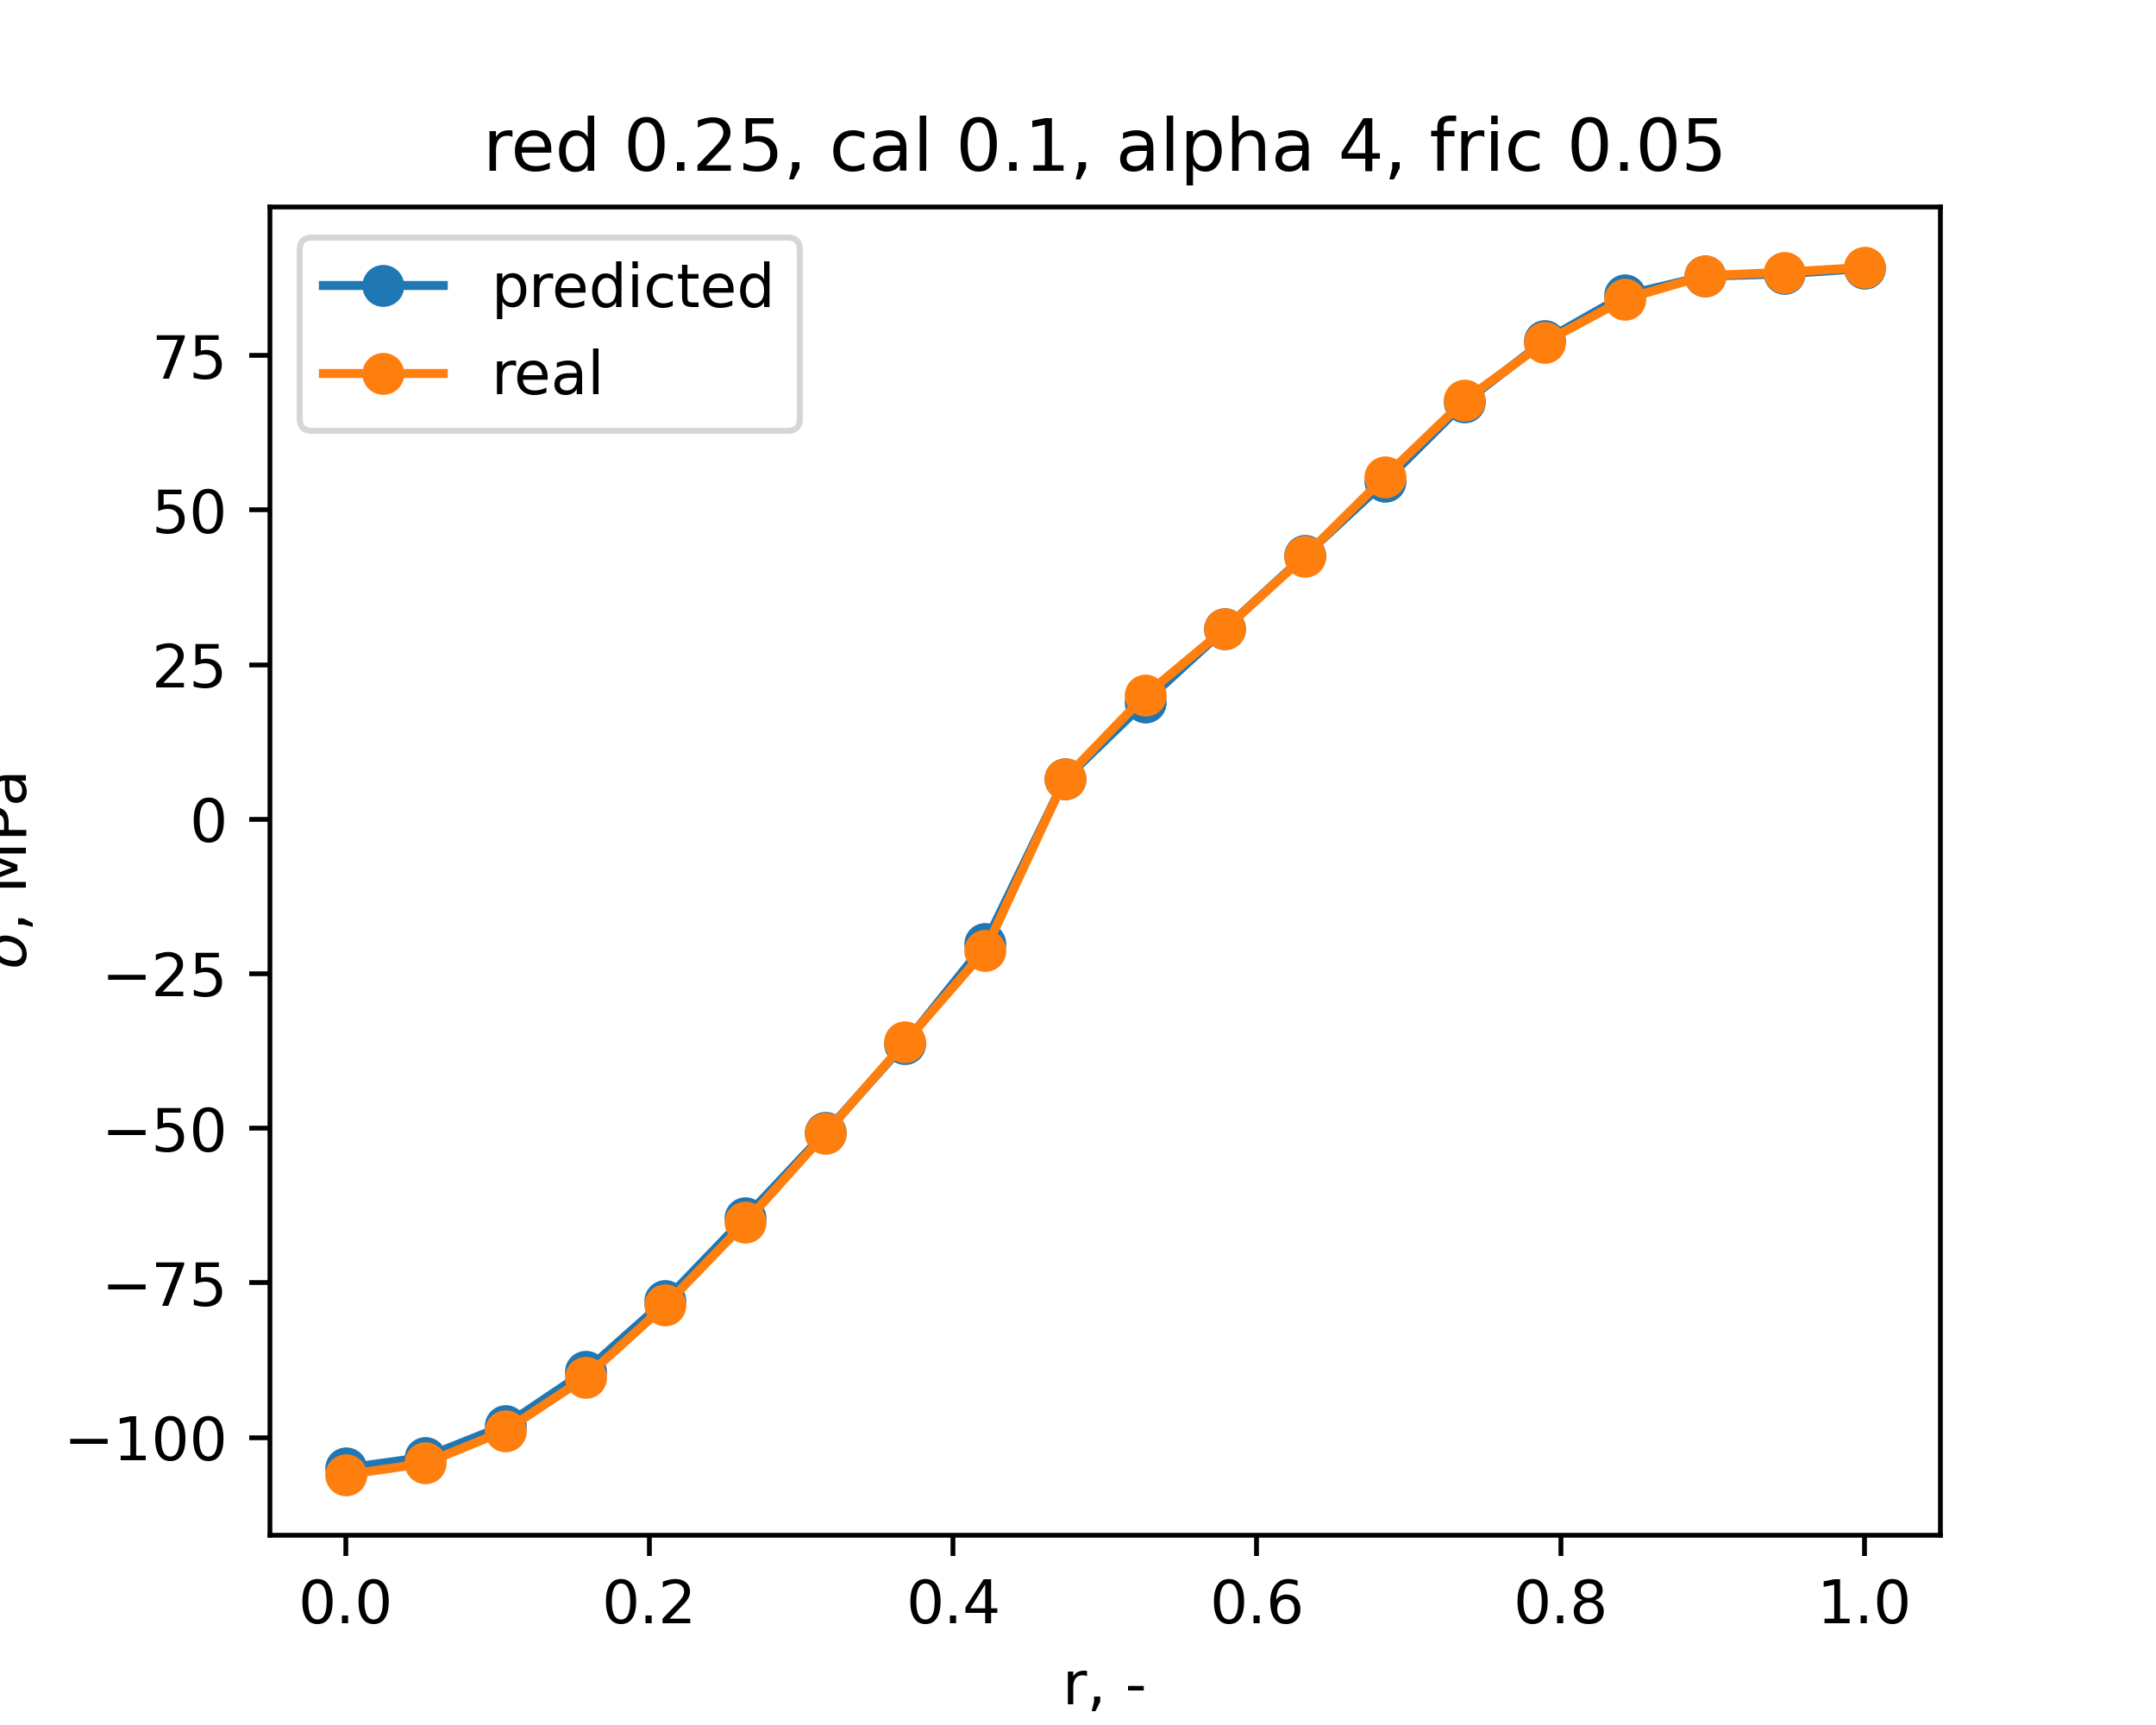 red 0.25, cal 0.1, alpha 4, fric 0.05
predicted
real
75
50
25
0
−25
−50
−75
−100
σ, MPa
0.0 0.2 0.4 0.6 0.8 1.0
r, -